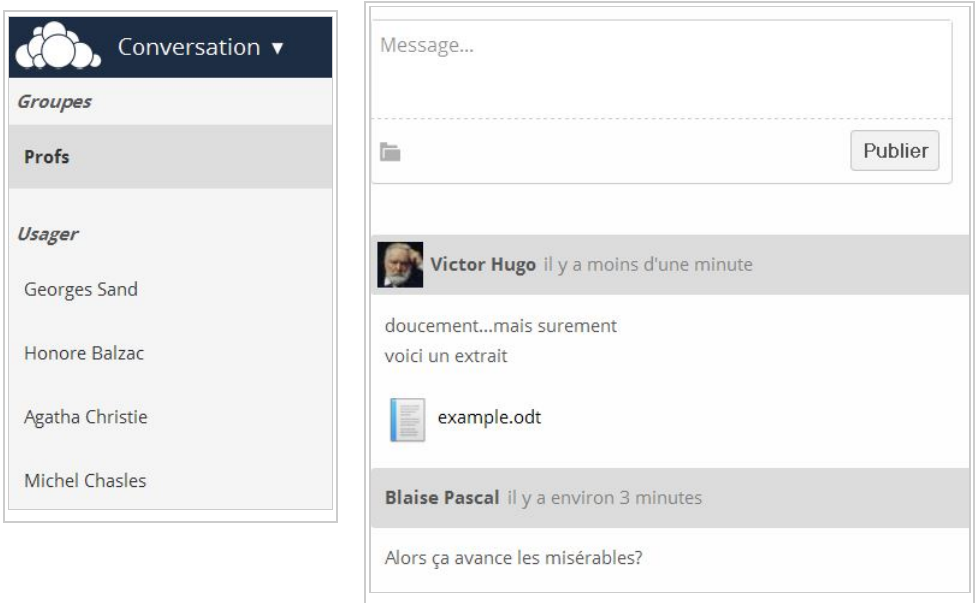 Conversation ▾
Groupes
Profs
Usager
Georges Sand
Honore Balzac
Agatha Christie
Michel Chasles
Message...
Publier
Victor Hugo il y a moins d'une minute
doucement...mais surement
voici un extrait
example.odt
Blaise Pascal il y a environ 3 minutes
Alors ça avance les misérables?